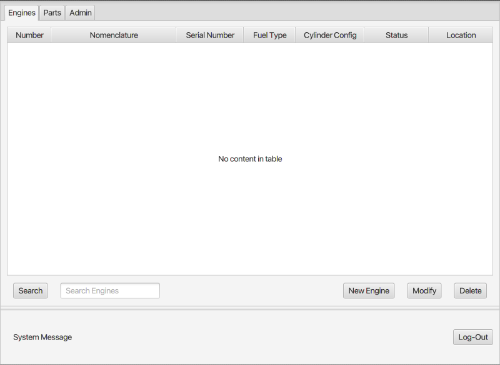 Engines Parts Admin
Number Nomenclature Serial Number Fuel Type Cylinder Config Status Location
No content in table
Search Search Engines New Engine Modify Delete
System Message Log-Out